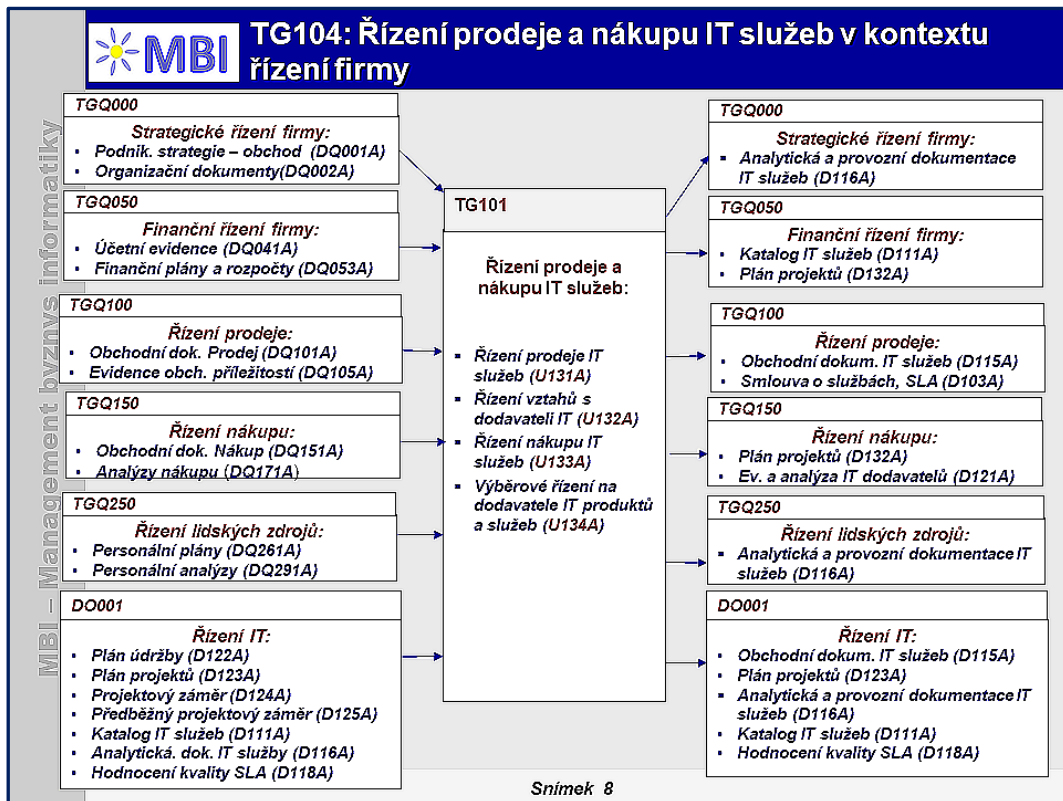 MBI
TG104: Řízení prodeje a nákupu IT služeb v kontextu
řízení firmy
MBI – Management byznys informatiky
TGQ000
Strategické řízení firmy:
▪ Podnik. strategie – obchod (DQ001A)
▪ Organizační dokumenty(DQ002A)
TGQ050
Finanční řízení firmy:
▪ Účetní evidence (DQ041A)
▪ Finanční plány a rozpočty (DQ053A)
TGQ100
Řízení prodeje:
▪ Obchodní dok. Prodej (DQ101A)
▪ Evidence obch. příležitostí (DQ105A)
TGQ150
Řízení nákupu:
▪ Obchodní dok. Nákup (DQ151A)
▪ Analýzy nákupu (DQ171A)
TGQ250
Řízení lidských zdrojů:
▪ Personální plány (DQ261A)
▪ Personální analýzy (DQ291A)
DO001
Řízení IT:
▪ Plán údržby (D122A)
▪ Plán projektů (D123A)
▪ Projektový záměr (D124A)
▪ Předběžný projektový záměr (D125A)
▪ Katalog IT služeb (D111A)
▪ Analytická. dok. IT služby (D116A)
▪ Hodnocení kvality SLA (D118A)
TG101
Řízení prodeje a
nákupu IT služeb:
▪ Řízení prodeje IT
služeb (U131A)
▪ Řízení vztahů s
dodavateli IT (U132A)
▪ Řízení nákupu IT
služeb (U133A)
▪ Výběrové řízení na
dodavatele IT produktů
a služeb (U134A)
TGQ000
Strategické řízení firmy:
▪ Analytická a provozní dokumentace
IT služeb (D116A)
TGQ050
Finanční řízení firmy:
▪ Katalog IT služeb (D111A)
▪ Plán projektů (D132A)
TGQ100
Řízení prodeje:
▪ Obchodní dokum. IT služeb (D115A)
▪ Smlouva o službách, SLA (D103A)
TGQ150
Řízení nákupu:
▪ Plán projektů (D132A)
▪ Ev. a analýza IT dodavatelů (D121A)
TGQ250
Řízení lidských zdrojů:
▪ Analytická a provozní dokumentace IT
služeb (D116A)
DO001
Řízení IT:
▪ Obchodní dokum. IT služeb (D115A)
▪ Plán projektů (D123A)
▪ Analytická a provozní dokumentace IT
služeb (D116A)
▪ Katalog IT služeb (D111A)
▪ Hodnocení kvality SLA (D118A)
Snímek 8